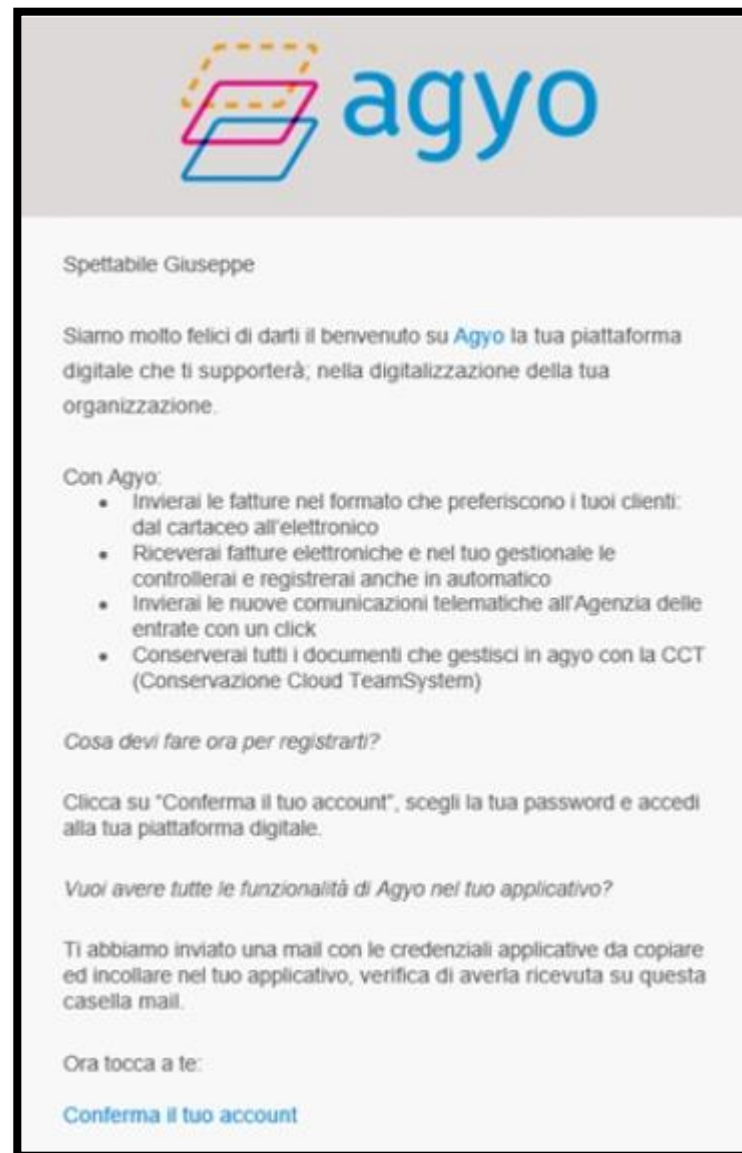 agyo
Spettabile Giuseppe
Siamo molto felici di darti il benvenuto su Agyo la tua piattaforma
digitale che ti supporterà; nella digitalizzazione della tua
organizzazione.
Con Agyo:
• Invierai le fatture nel formato che preferiscono i tuoi clienti:
dal cartaceo all'elettronico
• Riceverai fatture elettroniche e nel tuo gestionale le
controllerai e registrerai anche in automatico
• Invierai le nuove comunicazioni telematiche all'Agenzia delle
entrate con un click
• Conserverai tutti i documenti che gestisci in agyo con la CCT
(Conservazione Cloud TeamSystem)
Cosa devi fare ora per registrarti?
Clicca su "Conferma il tuo account", scegli la tua password e accedi
alla tua piattaforma digitale.
Vuoi avere tutte le funzionalità di Agyo nel tuo applicativo?
Ti abbiamo inviato una mail con le credenziali applicative da copiare
ed incollare nel tuo applicativo, verifica di averla ricevuta su questa
casella mail.
Ora tocca a te:
Conferma il tuo account